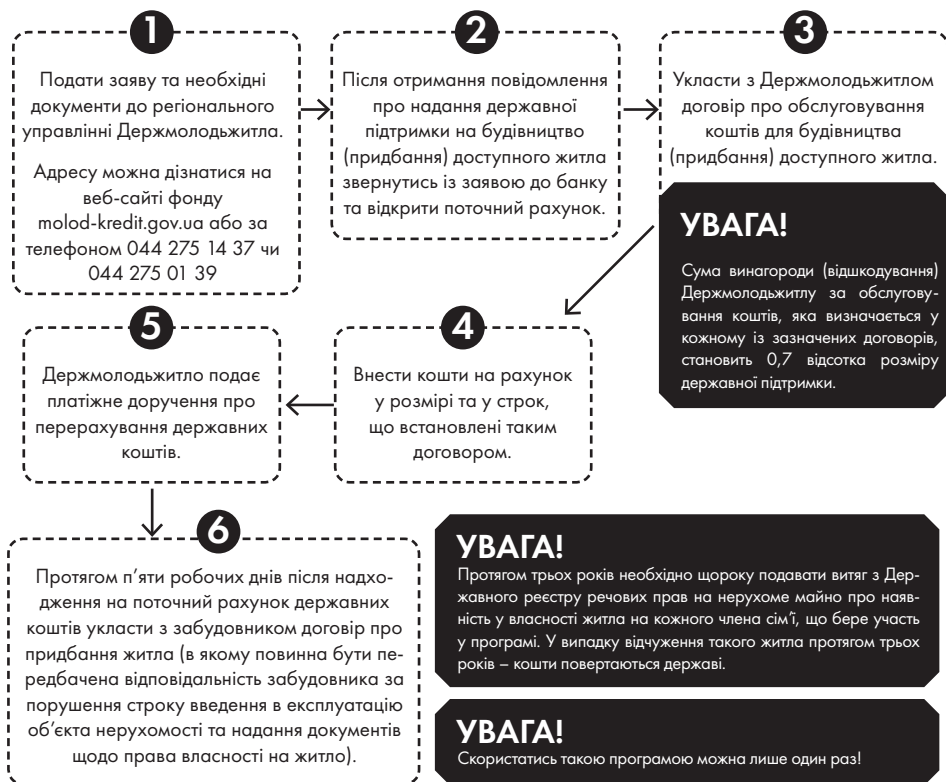 1
Подати заяву та необхідні
документи до регіонального
управлінні Держмолодьжитла.
Адресу можна дізнатися на
веб-сайті фонду
molod-kredit.gov.ua або за
телефоном 044 275 14 37 чи
044 275 01 39
2
Після отримання повідомлення
про надання державної
підтримки на будівництво
(придбання) доступного житла
звернутись із заявою до банку
та відкрити поточний рахунок.
3
Укласти з Держмолодьжитлом
договір про обслуговування
коштів для будівництва
(придбання) доступного житла.
УВАГА!
Сума винагороди (відшкодування)
Держмолодьжитлу за обслугову-
вування коштів, яка визначається у
кожному із зазначених договорів,
становить 0,7 відсотка розміру
державної підтримки.
4
Внести кошти на рахунок
у розмірі та у строк,
що встановлені таким
договором.
5
Держмолодьжитло подає
платіжне доручення про
перерахування державних
коштів.
6
Протягом п’яти робочих днів після надхо-
дження на поточний рахунок державних
коштів укласти з забудовником договір про
придбання житла (в якому повинна бути пе-
редбачена відповідальність забудовника за
порушення строку введення в експлуатацію
об’єкта нерухомості та надання документів
щодо права власності на житло).
УВАГА!
Протягом трьох років необхідно щороку подавати витяг з Дер-
жавного реєстру речових прав на нерухоме майно про наяв-
ність у власності житла на кожного члена сім’ї, що бере участь
у програмі. У випадку відчуження такого житла протягом трьох
років – кошти повертаються державі.
УВАГА!
Скористатись такою програмою можна лише один раз!